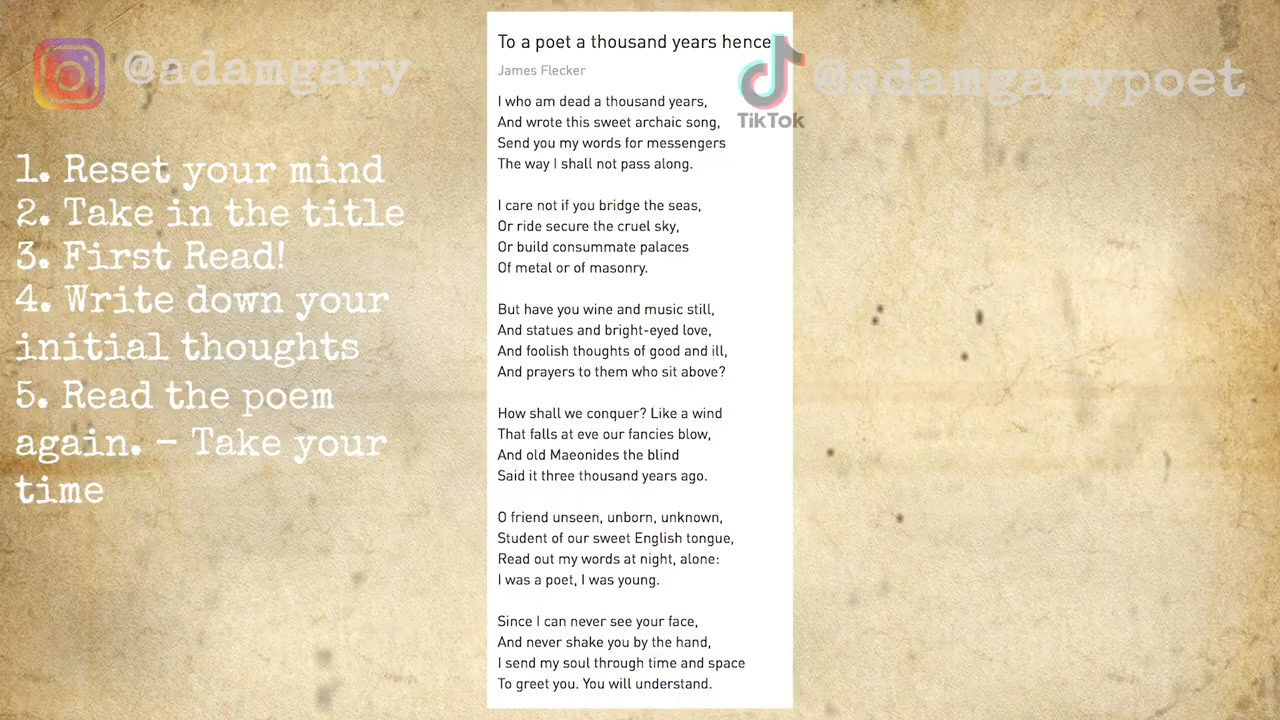 @adamgary
1. Reset your mind
2. Take in the title
3. First Read!
4. Write down your
initial thoughts
5. Read the poem
again. - Take your
time
To a poet a thousand years hence
James Flecker
I who am dead a thousand years,
And wrote this sweet archaic song,
Send you my words for messengers
The way I shall not pass along.
I care not if you bridge the seas,
Or ride secure the cruel sky,
Or build consummate palaces
Of metal or of masonry.
But have you wine and music still,
And statues and bright-eyed love,
And foolish thoughts of good and ill,
And prayers to them who sit above?
How shall we conquer? Like a wind
That falls at eve our fancies blow,
And old Maeonides the blind
Said it three thousand years ago.
O friend unseen, unborn, unknown,
Student of our sweet English tongue,
Read out my words at night, alone:
I was a poet, I was young.
Since I can never see your face,
And never shake you by the hand,
I send my soul through time and space
To greet you. You will understand.
TikTok
@adamgarypoet